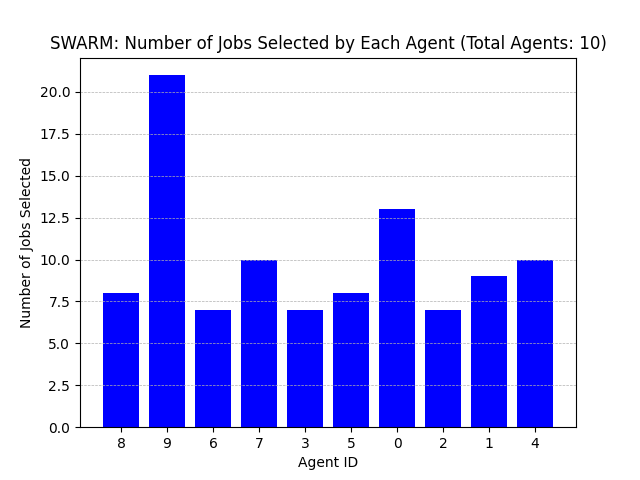 SWARM: Number of Jobs Selected by Each Agent (Total Agents: 10)
Number of Jobs Selected
20.0
17.5
15.0
12.5
10.0
7.5
5.0
2.5
0.0
8 9 6 7 3 5 0 2 1 4
Agent ID